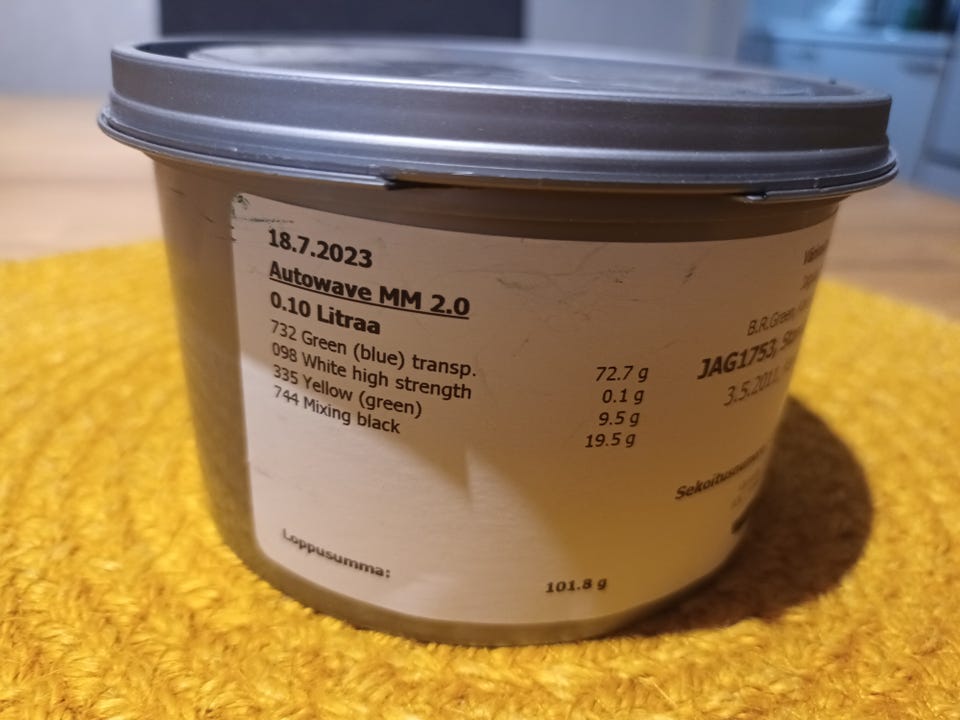 18.7.2023
Autowave MM 2.0
0.10 Litraa
732 Green (blue) transp. 72.7 g
098 White high strength 0.1 g
335 Yellow (green) 9.5 g
744 Mixing black 19.5 g
Loppusumma: 101.8 g
B.R.Green,
JAG1753,
3.5.2011,